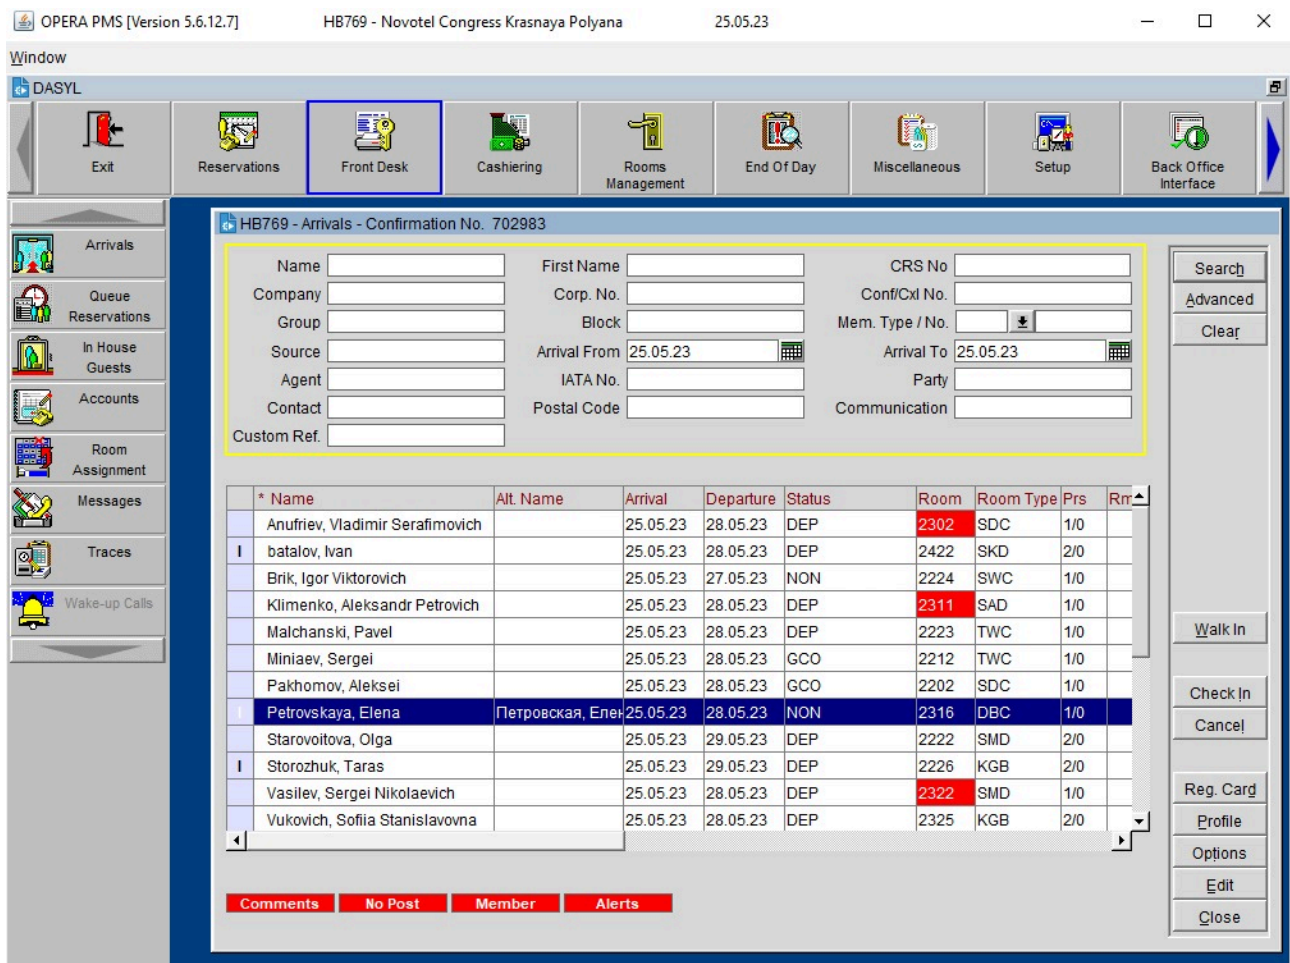 OPERA PMS [Version 5.6.12.7] HB769 - Novotel Congress Krasnaya Polyana 25.05.23
Window
DASYL
Exit Reservations Front Desk Cashiering Rooms Management End Of Day Miscellaneous Setup Back Office Interface
Arrivals
Queue Reservations
In House Guests
Accounts
Room Assignment
Messages
Traces
Wake-up Calls
HB769 - Arrivals - Confirmation No. 702983
Name First Name CRS No
Company Corp. No. Conf/Cxl No.
Group Block Mem. Type / No.
Source Arrival From 25.05.23 Arrival To 25.05.23
Agent IATA No. Party
Contact Postal Code Communication
Custom Ref.
Search
Advanced
Clear
* Name Alt. Name Arrival Departure Status Room Room Type Prs Rm
Anufriev, Vladimir Serafimovich 25.05.23 28.05.23 DEP 2302 SDC 1/0
I batalov, Ivan 25.05.23 28.05.23 DEP 2422 SKD 2/0
Brik, Igor Viktorovich 25.05.23 27.05.23 NON 2224 SWC 1/0
Klimenko, Aleksandr Petrovich 25.05.23 28.05.23 DEP 2311 SAD 1/0
Malchanski, Pavel 25.05.23 28.05.23 DEP 2223 TWC 1/0
Miniaev, Sergei 25.05.23 28.05.23 GCO 2212 TWC 1/0
Pakhomov, Aleksei 25.05.23 28.05.23 GCO 2202 SDC 1/0
I Petrovskaya, Elena Петровская, Елен 25.05.23 28.05.23 NON 2316 DBC 1/0
Starovoitova, Olga 25.05.23 29.05.23 DEP 2222 SMD 2/0
I Storozhuk, Taras 25.05.23 29.05.23 DEP 2226 KGB 2/0
Vasilev, Sergei Nikolaevich 25.05.23 28.05.23 DEP 2322 SMD 1/0
Vukovich, Sofiia Stanislavovna 25.05.23 28.05.23 DEP 2325 KGB 2/0
Walk In
Check In
Cancel
Reg. Card
Profile
Options
Edit
Close
Comments No Post Member Alerts